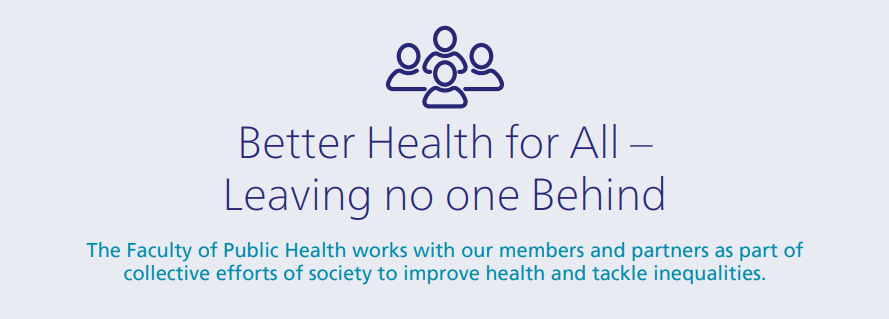 Better Health for All –
Leaving no one Behind
The Faculty of Public Health works with our members and partners as part of
collective efforts of society to improve health and tackle inequalities.